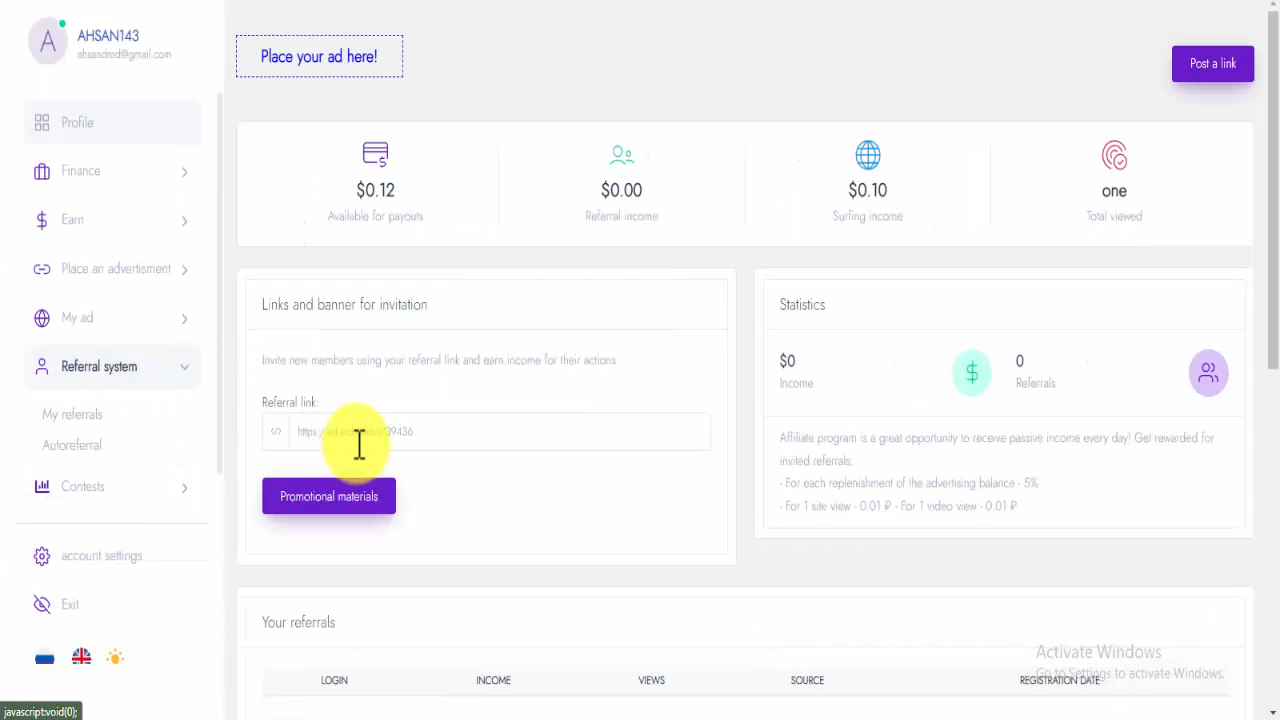 A
AHSAN143
ahsandrod@gmail.com
Profile
Finance
Earn
Place an advertisment
My ad
Referral system
My referrals
Autoreferral
Contests
account settings
Exit
javascript:void(0);
Place your ad here!
Post a link
$0.12
Available for payouts
$0.00
Referral income
$0.10
Surfing income
one
Total viewed
Links and banner for invitation
Invite new members using your referral link and earn income for their actions.
Referral link:
Promotional materials
Statistics
$0
Income
0
Referrals
Affiliate program is a great opportunity to receive passive income every day! Get rewarded for
invited referrals.
- For each replenishment of the advertising balance - 5%
- For 1 site view - 0.01 ₽ - For 1 video view - 0.01 ₽
Your referrals
LOGIN INCOME VIEWS SOURCE REGISTRATION DATE
Activate Windows
Go to Settings to activate Windows.